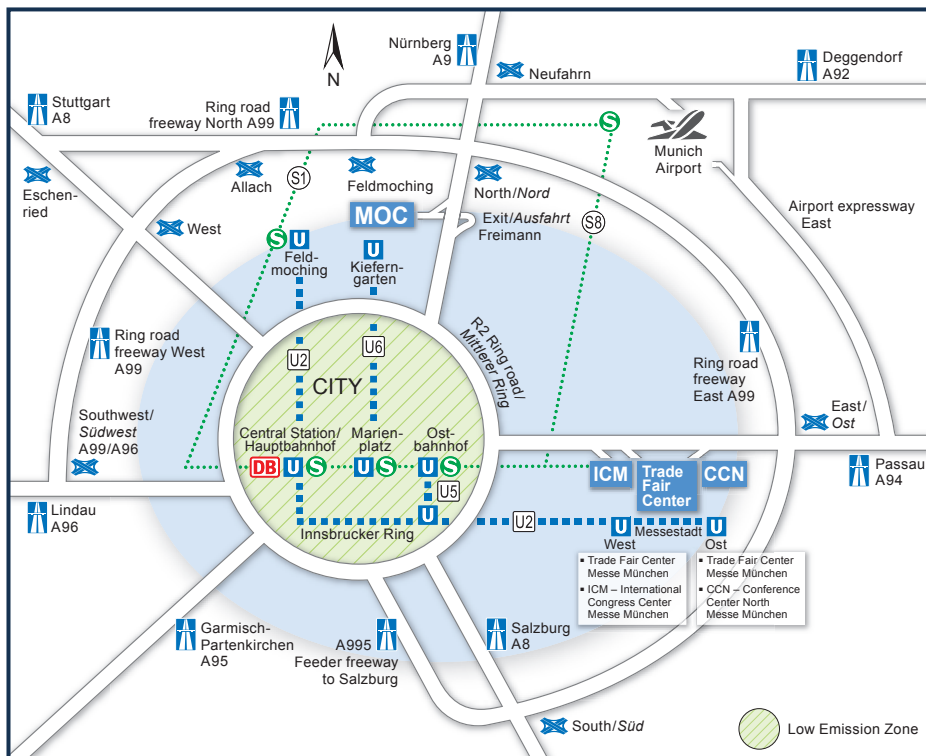 Nürnberg
A9
N
Neufahrn
Deggendorf
A92
Stuttgart
A8
Ring road
freeway North A99
S
Munich
Airport
Eschen-
ried
Allach
S1
Feldmoching
North/Nord
West
MOC
Exit/Ausfahrt
Freimann
S8
Airport expressway
East
S U
Feld-
moching
U
Kiefern-
garten
Ring road
freeway West
A99
U2
U6
R2 Ring road/
Mittlerer Ring
Ring road
freeway
East A99
CITY
Southwest/
Südwest
A99/A96
Central Station/
Hauptbahnhof
Marien-
platz
Ost-
bahnhof
East/
Ost
DB U S
U S
U S
ICM
Trade
Fair
Center
CCN
Passau
A94
U5
Lindau
A96
U
Innsbrucker Ring
U2
U
Messestadt
U
West
Ost
▪ Trade Fair Center
Messe München
▪ ICM – International
Congress Center
Messe München
▪ Trade Fair Center
Messe München
▪ CCN – Conference
Center North
Messe München
Garmisch-
Partenkirchen
A95
A995
Feeder freeway
to Salzburg
Salzburg
A8
South/Süd
Low Emission Zone